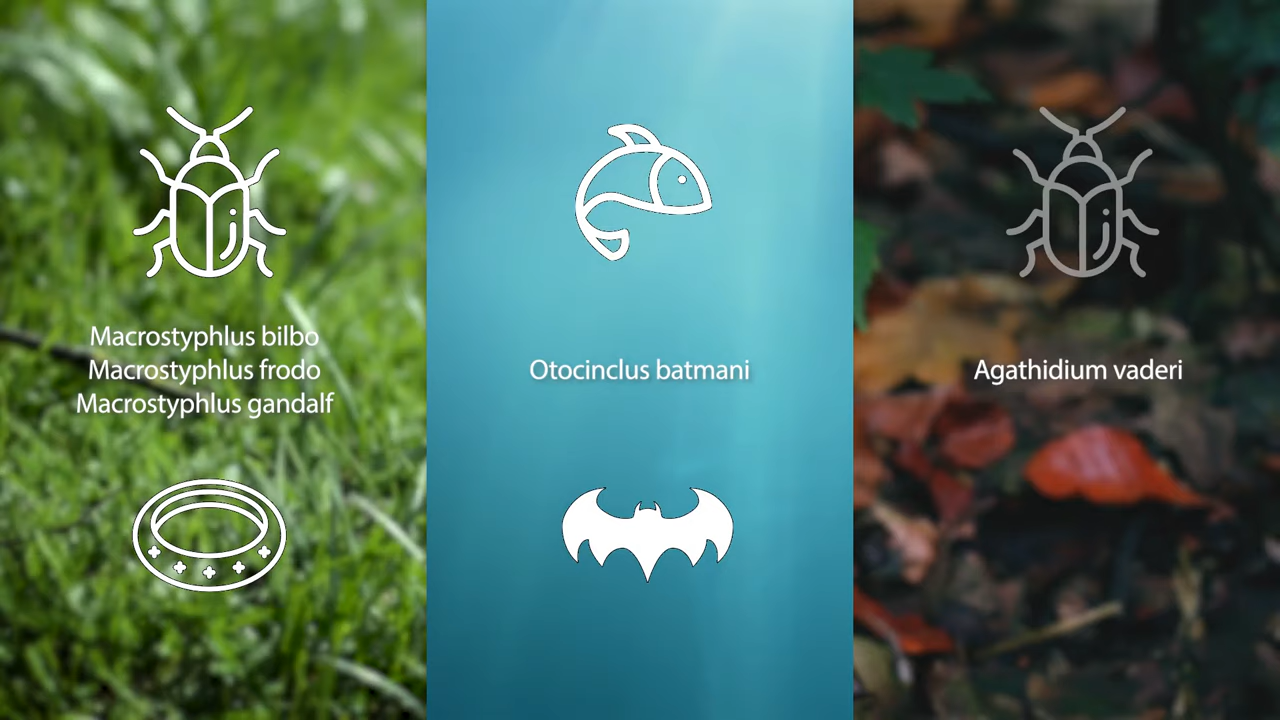 Macrostyphlus bilbo
Macrostyphlus frodo
Macrostyphlus gandalf
Otocinclus batmani
Agathidium vaderi